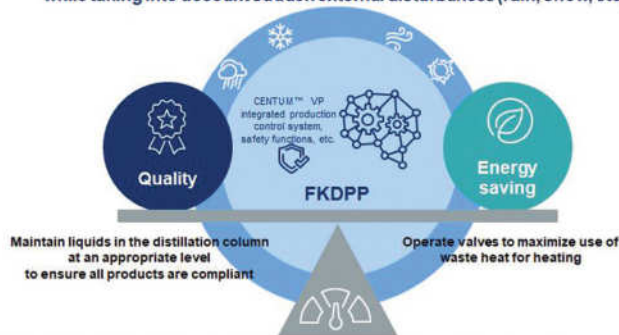 CENTUM™ VP
integrated production
control system,
safety functions, etc.
FKDPP
Quality
Energy
saving
Maintain liquids in the distillation column
at an appropriate level
to ensure all products are compliant
Operate valves to maximize use of
waste heat for heating